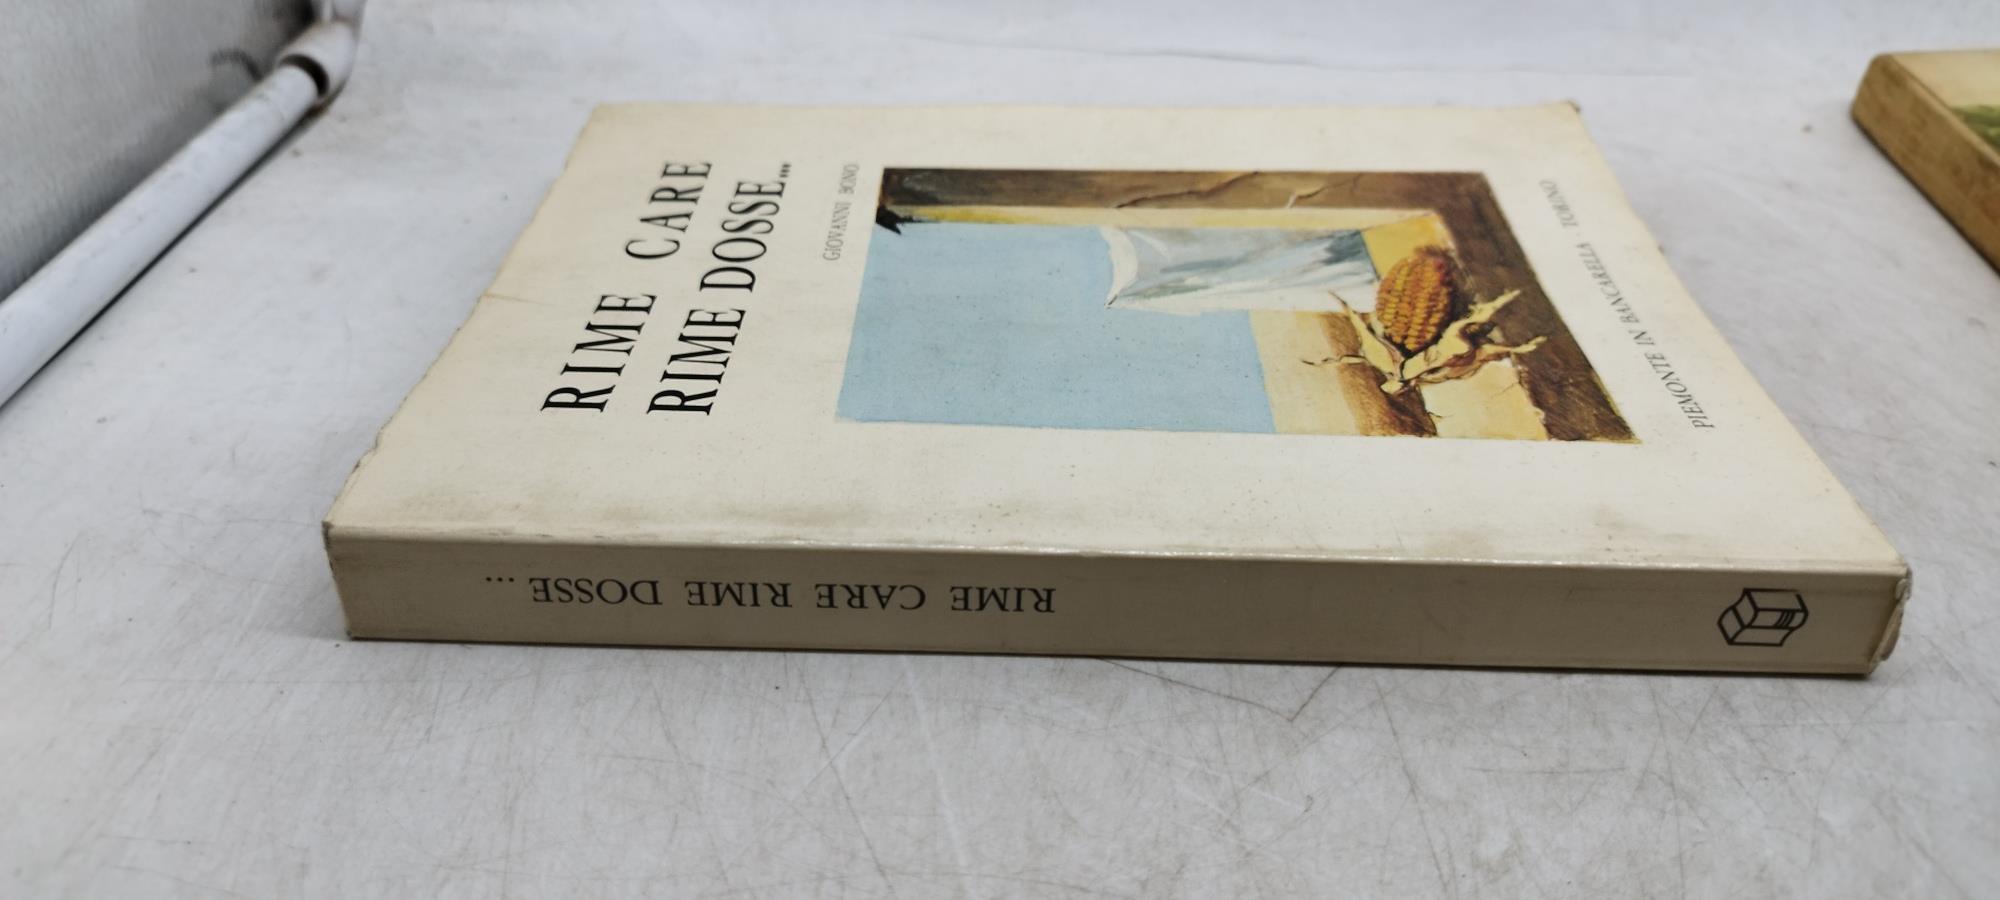 RIME CARE
RIME DOSSE...
GIOVANNI BONO
PIEMONTE IN BANCARELLA · TORINO
RIME CARE RIME DOSSE ...